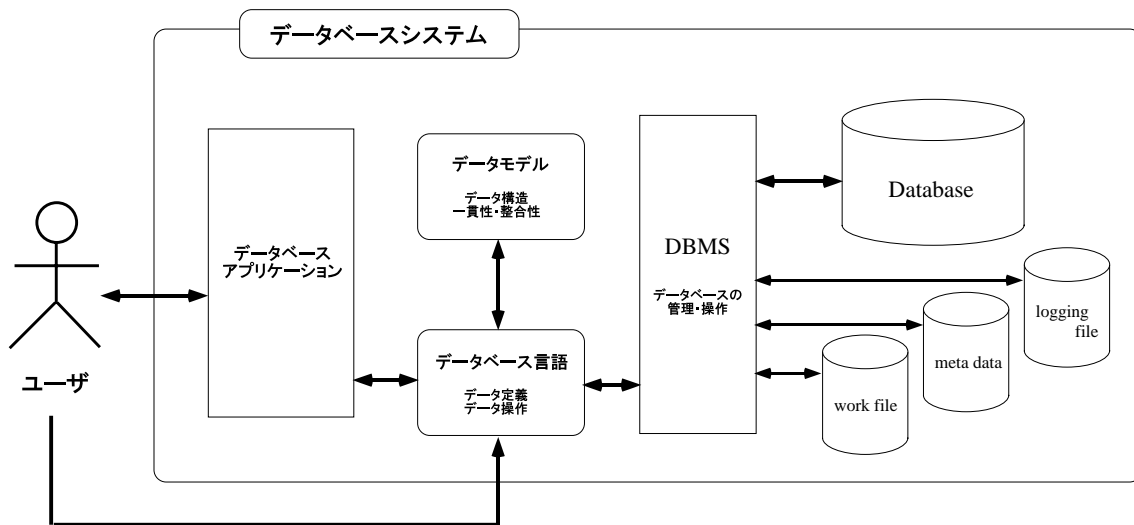 データベースシステム
ユーザ
データベース
アプリケーション
データモデル
データ構造
一貫性・整合性
データベース言語
データ定義
データ操作
DBMS
データベースの
管理・操作
Database
logging
file
meta data
work file